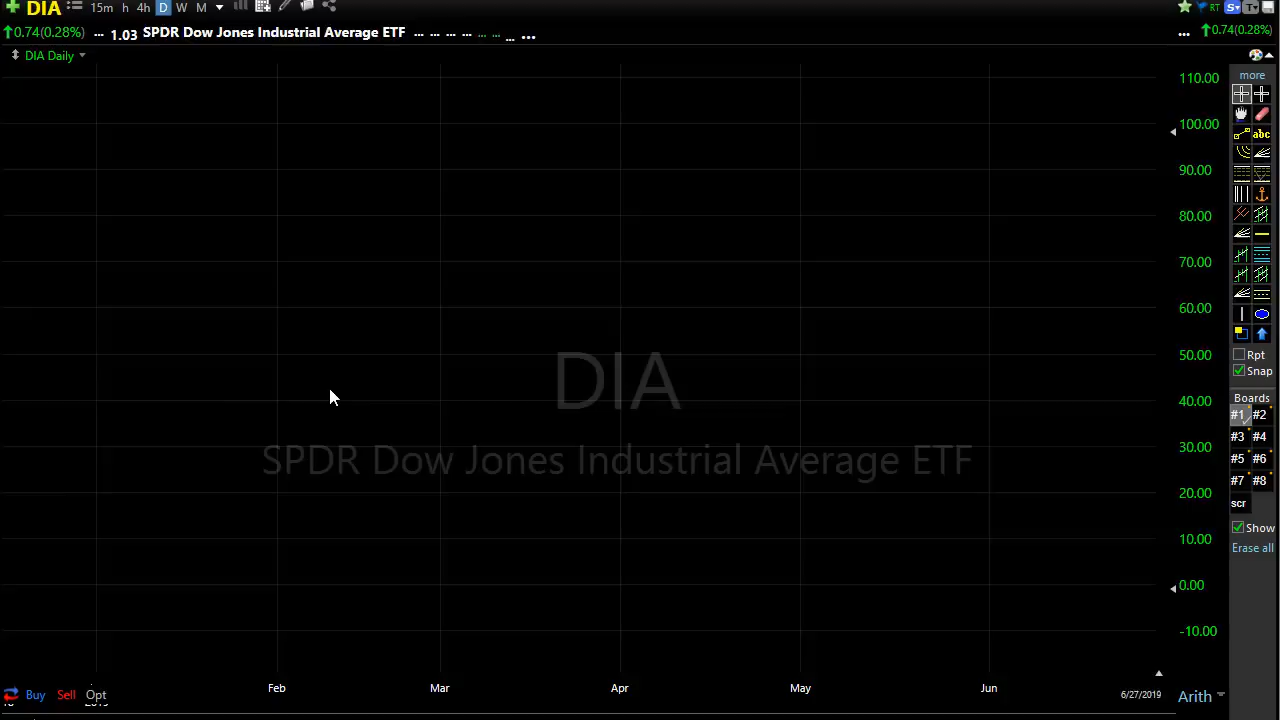 DIA 15m h 4h D W M RT S T
0.74(0.28%) ... 1.03 SPDR Dow Jones Industrial Average ETF ... ... ... ... ... ... ... ... ... 0.74(0.28%)
DIA Daily
more
110.00
100.00
abc
90.00
80.00
70.00
60.00
50.00
Rpt
Snap
DIA
40.00
Boards
#1 #2
#3 #4
30.00
SPDR Dow Jones Industrial Average ETF
#5 #6
#7 #8
20.00
scr
Show
10.00
Erase all
0.00
-10.00
Feb Mar Apr May Jun 6/27/2019 Arith
Buy Sell Opt